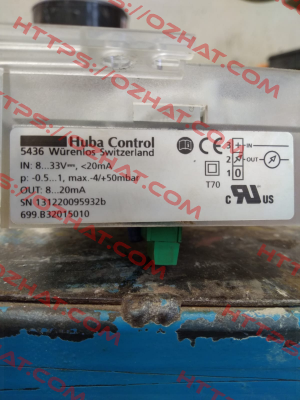 Huba Control
5436 Würenlos Switzerland
IN: 8...33V⎓, <20mA
p: -0.5...1, max.-4/+50mbar
OUT: 8...20mA
SN 131220095932b
699.B32015010
CE
3 + IN
2 OUT
1 0
T70
C US
HTTPS://OZHAT.COM
HTTPS://OZHAT.COM
HTTPS://OZHAT.COM
HTTPS://OZHAT.COM